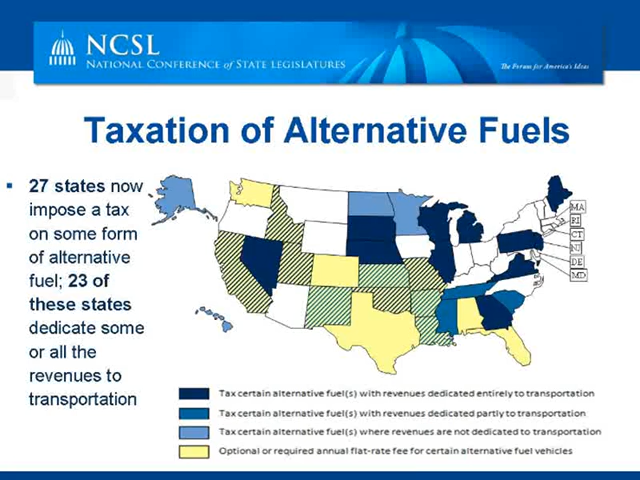 NCSL
NATIONAL CONFERENCE of STATE LEGISLATURES
The Forum for America's Ideas
Taxation of Alternative Fuels
27 states now
impose a tax
on some form
of alternative
fuel; 23 of
these states
dedicate some
or all the
revenues to
transportation
MA
RI
CT
NJ
DE
MD
Tax certain alternative fuel(s) with revenues dedicated entirely to transportation
Tax certain alternative fuel(s) with revenues dedicated partly to transportation
Tax certain alternative fuel(s) where revenues are not dedicated to transportation
Optional or required annual flat-rate fee for certain alternative fuel vehicles